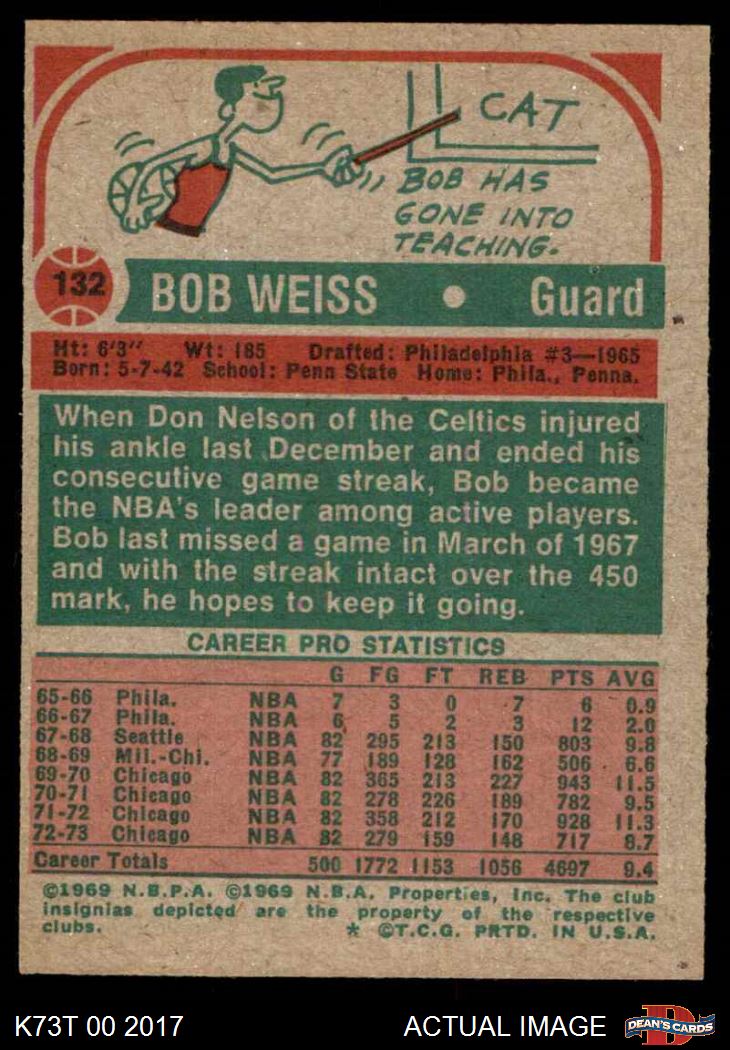 CAT
BOB HAS
GONE INTO
TEACHING.
132 BOB WEISS • Guard
Ht: 6'3" Wt: 185 Drafted: Philadelphia #3—1965
Born: 5-7-42 School: Penn State Home: Phila., Penna.
When Don Nelson of the Celtics injured
his ankle last December and ended his
consecutive game streak, Bob became
the NBA's leader among active players.
Bob last missed a game in March of 1967
and with the streak intact over the 450
mark, he hopes to keep it going.
CAREER PRO STATISTICS
G FG FT REB PTS AVG
65-66 Phila. NBA 7 3 0 7 6 0.9
66-67 Phila. NBA 6 5 2 3 12 2.0
67-68 Seattle NBA 82 295 213 150 803 9.8
68-69 Mil.-Chi. NBA 77 189 128 162 506 6.6
69-70 Chicago NBA 82 365 213 227 943 11.5
70-71 Chicago NBA 82 278 226 189 782 9.5
71-72 Chicago NBA 82 358 212 170 928 11.3
72-73 Chicago NBA 82 279 159 148 717 8.7
Career Totals 500 1772 1153 1056 4697 9.4
©1969 N.B.P.A. ©1969 N.B.A. Properties, Inc. The club
insignias depicted are the property of the respective
clubs. * ©T.C.G. PRTD. IN U.S.A.
K73T 00 2017 ACTUAL IMAGE D DEAN'S CARDS